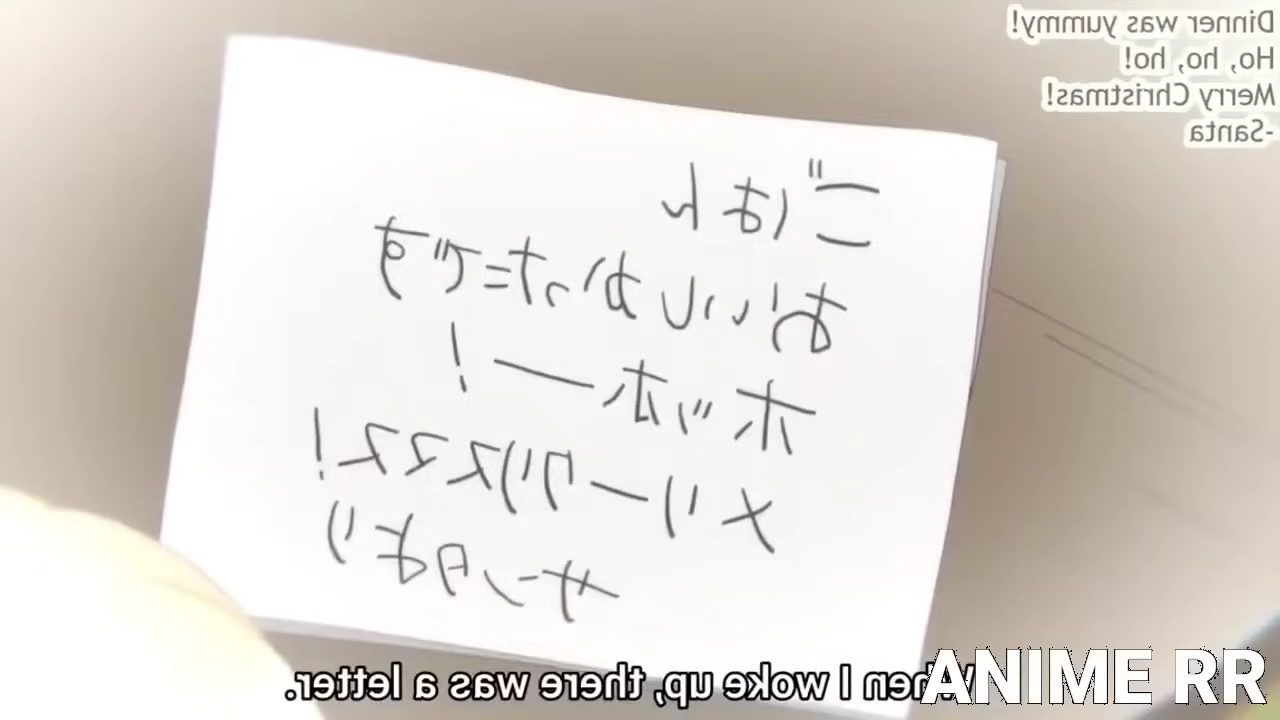 Dinner was yummy!
Ho, ho, ho!
Merry Christmas!
-Santa
ごはん
おいしかったです
ホッホー！
メリークリスマス！
サンタより
When I woke up, there was a letter.
ANIME RR